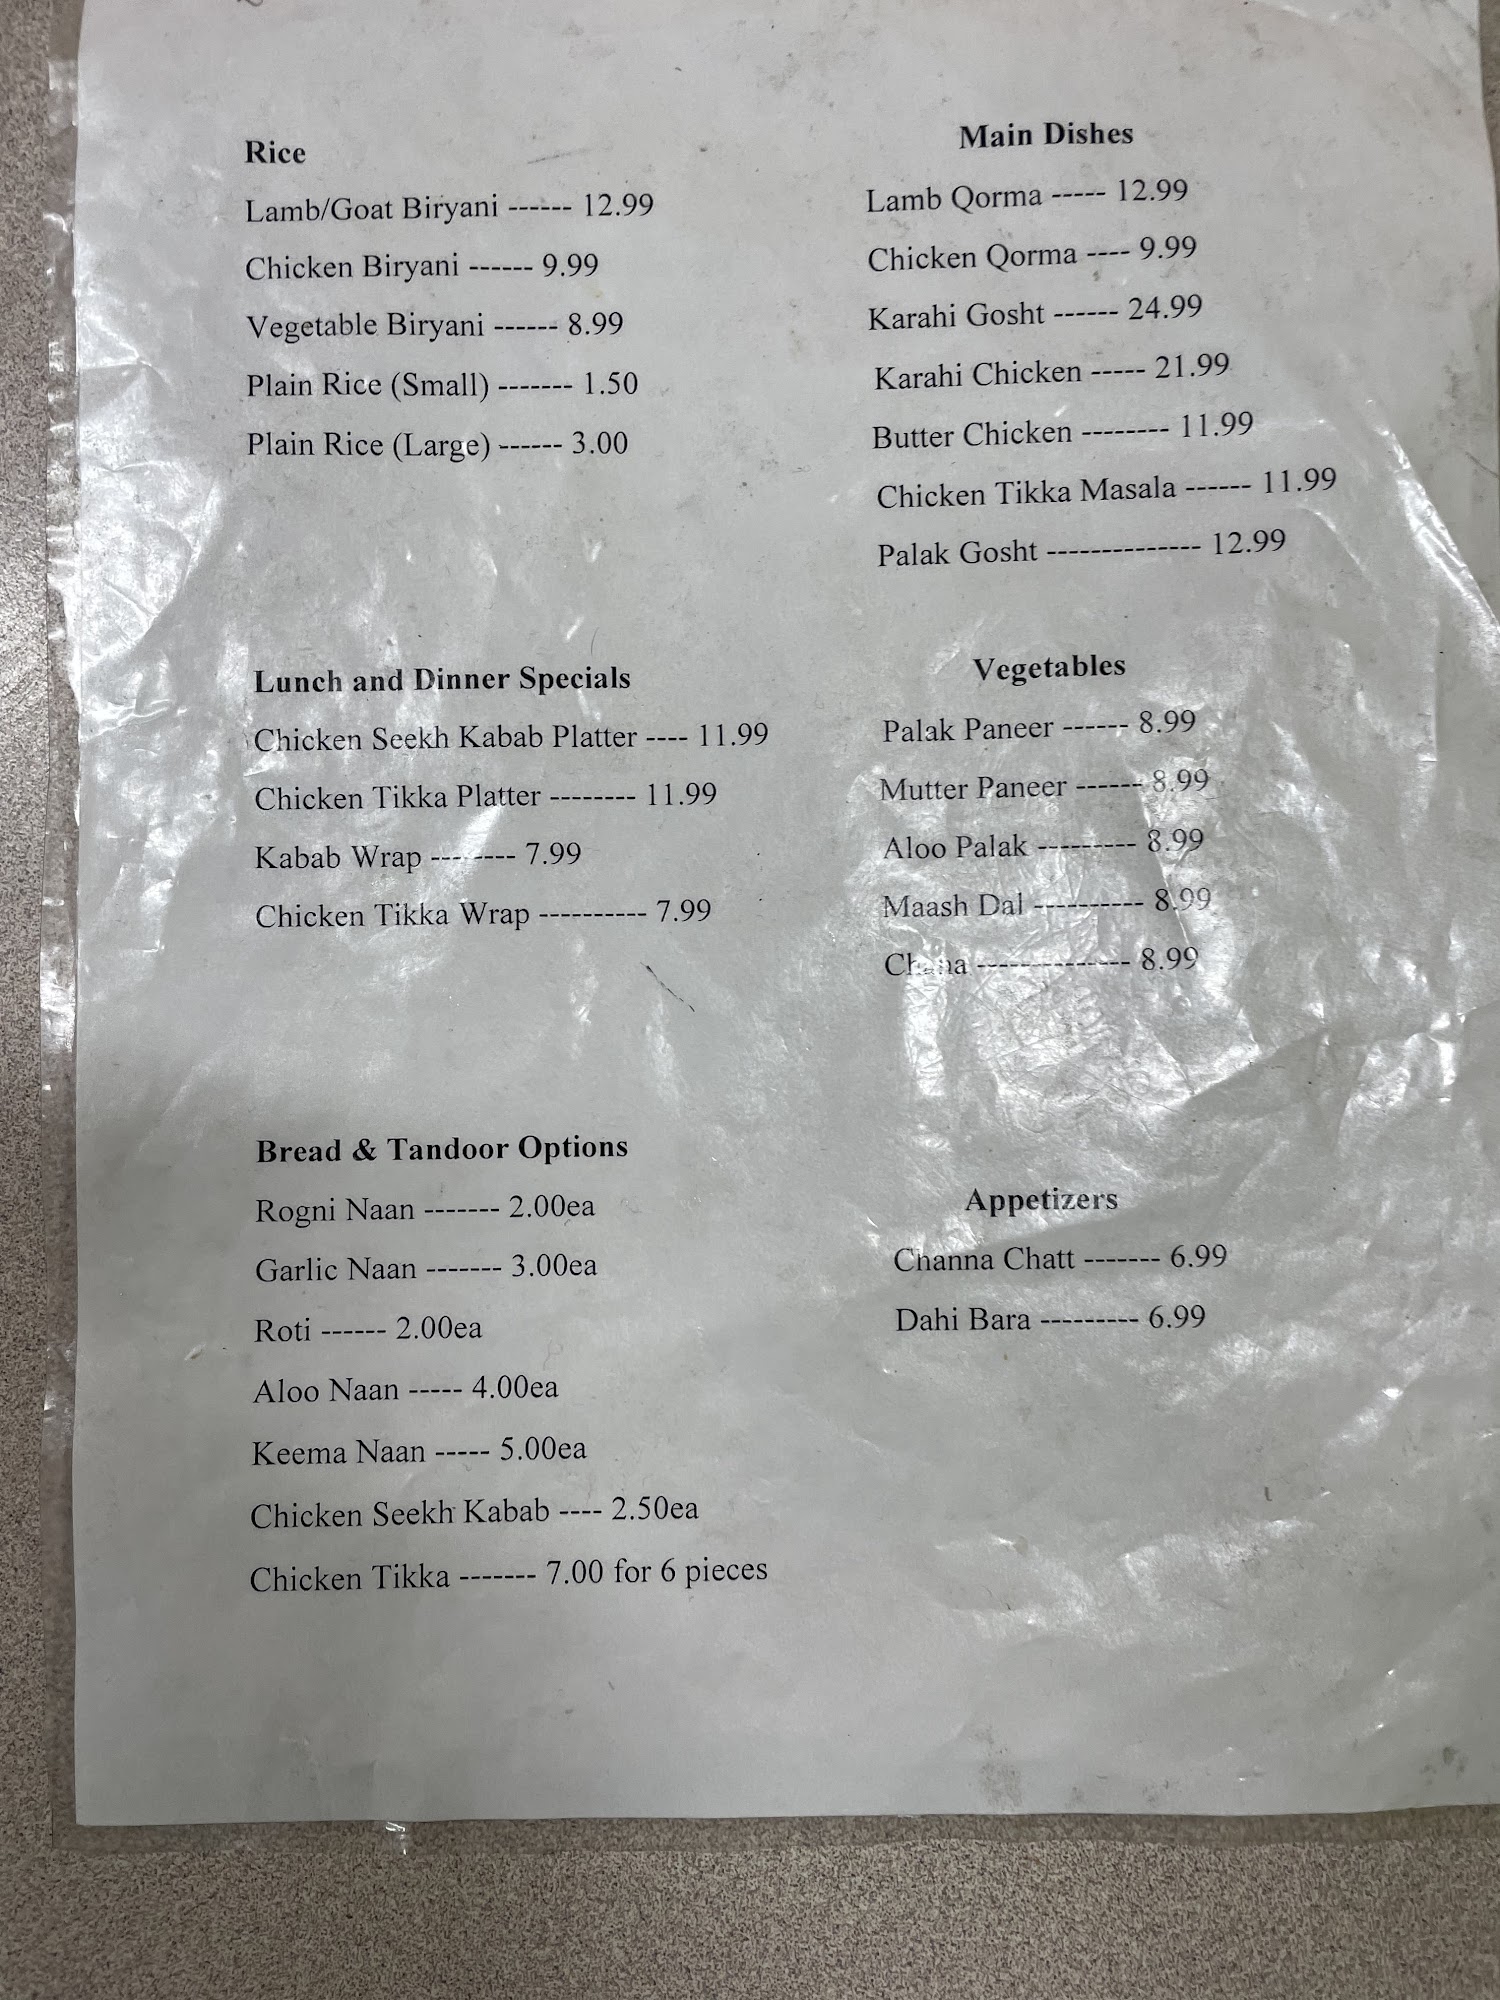 Rice
Lamb/Goat Biryani ------ 12.99
Chicken Biryani ------ 9.99
Vegetable Biryani ------ 8.99
Plain Rice (Small) ------- 1.50
Plain Rice (Large) ------ 3.00
Main Dishes
Lamb Qorma ----- 12.99
Chicken Qorma ---- 9.99
Karahi Gosht ------ 24.99
Karahi Chicken ----- 21.99
Butter Chicken -------- 11.99
Chicken Tikka Masala ------ 11.99
Palak Gosht -------------- 12.99
Lunch and Dinner Specials
Chicken Seekh Kabab Platter ---- 11.99
Chicken Tikka Platter -------- 11.99
Kabab Wrap -------- 7.99
Chicken Tikka Wrap ---------- 7.99
Vegetables
Palak Paneer ------ 8.99
Mutter Paneer ------ 8.99
Aloo Palak --------- 8.99
Maash Dal ---------- 8.99
-------------- 8.99
Bread & Tandoor Options
Rogni Naan ------- 2.00ea
Garlic Naan ------- 3.00ea
Roti ------ 2.00ea
Aloo Naan ----- 4.00ea
Keema Naan ----- 5.00ea
Chicken Seekh Kabab ---- 2.50ea
Chicken Tikka ------- 7.00 for 6 pieces
Appetizers
Channa Chatt ------- 6.99
Dahi Bara --------- 6.99